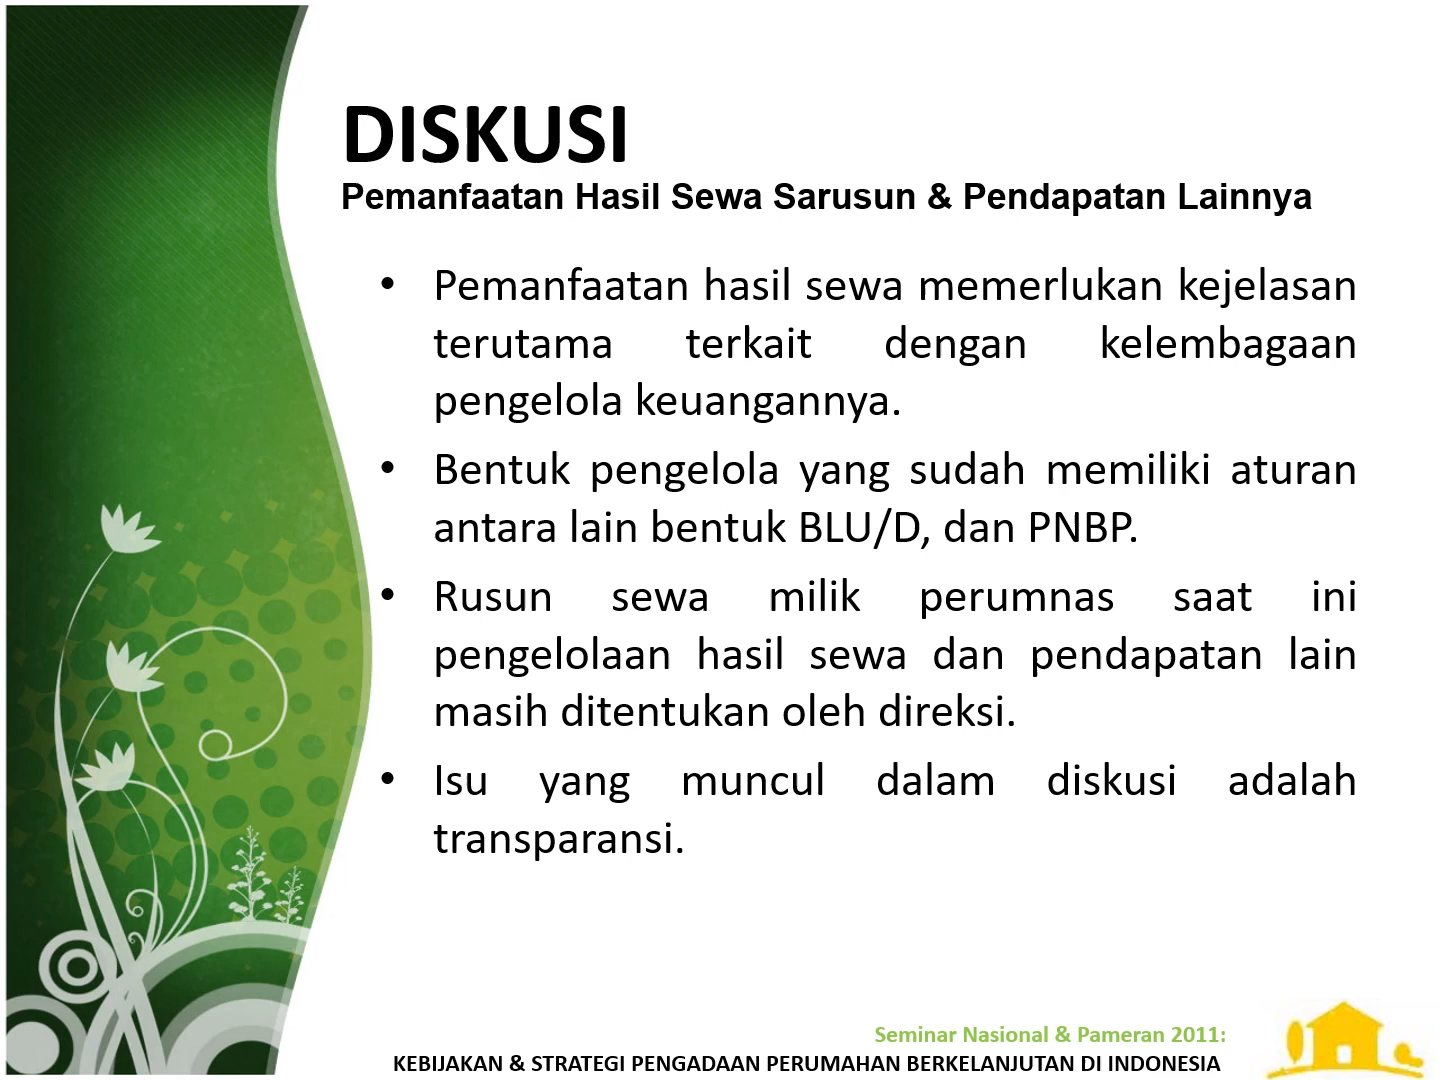 DISKUSI
Pemanfaatan Hasil Sewa Sarusun & Pendapatan Lainnya
• Pemanfaatan hasil sewa memerlukan kejelasan
terutama terkait dengan kelembagaan
pengelola keuangannya.
• Bentuk pengelola yang sudah memiliki aturan
antara lain bentuk BLU/D, dan PNBP.
• Rusun sewa milik perumnas saat ini
pengelolaan hasil sewa dan pendapatan lain
masih ditentukan oleh direksi.
• Isu yang muncul dalam diskusi adalah
transparansi.
Seminar Nasional & Pameran 2011:
KEBIJAKAN & STRATEGI PENGADAAN PERUMAHAN BERKELANJUTAN DI INDONESIA